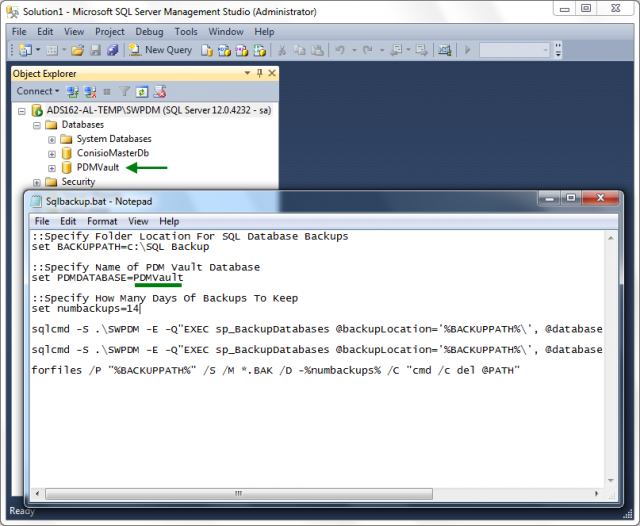 Solution1 - Microsoft SQL Server Management Studio (Administrator)
File Edit View Project Debug Tools Window Help
New Query
Object Explorer
Connect
ADS162-AL-TEMP\SWPDM (SQL Server 12.0.4232 - sa)
Databases
System Databases
ConisioMasterDb
PDMVault
Security
Sqlbackup.bat - Notepad
File Edit Format View Help
::Specify Folder Location For SQL Database Backups
set BACKUPPATH=c:\SQL Backup
::Specify Name of PDM Vault Database
set PDMDATABASE=PDMVault
::Specify How Many Days Of Backups To Keep
set numbackups=14
sqlcmd -S .\SWPDM -E -Q"EXEC sp_BackupDatabases @backupLocation='%BACKUPPATH%\', @database
sqlcmd -S .\SWPDM -E -Q"EXEC sp_BackupDatabases @backupLocation='%BACKUPPATH%\', @database
forfiles /P "%BACKUPPATH%" /S /M *.BAK /D -%numbackups% /C "cmd /c del @PATH"
Ready